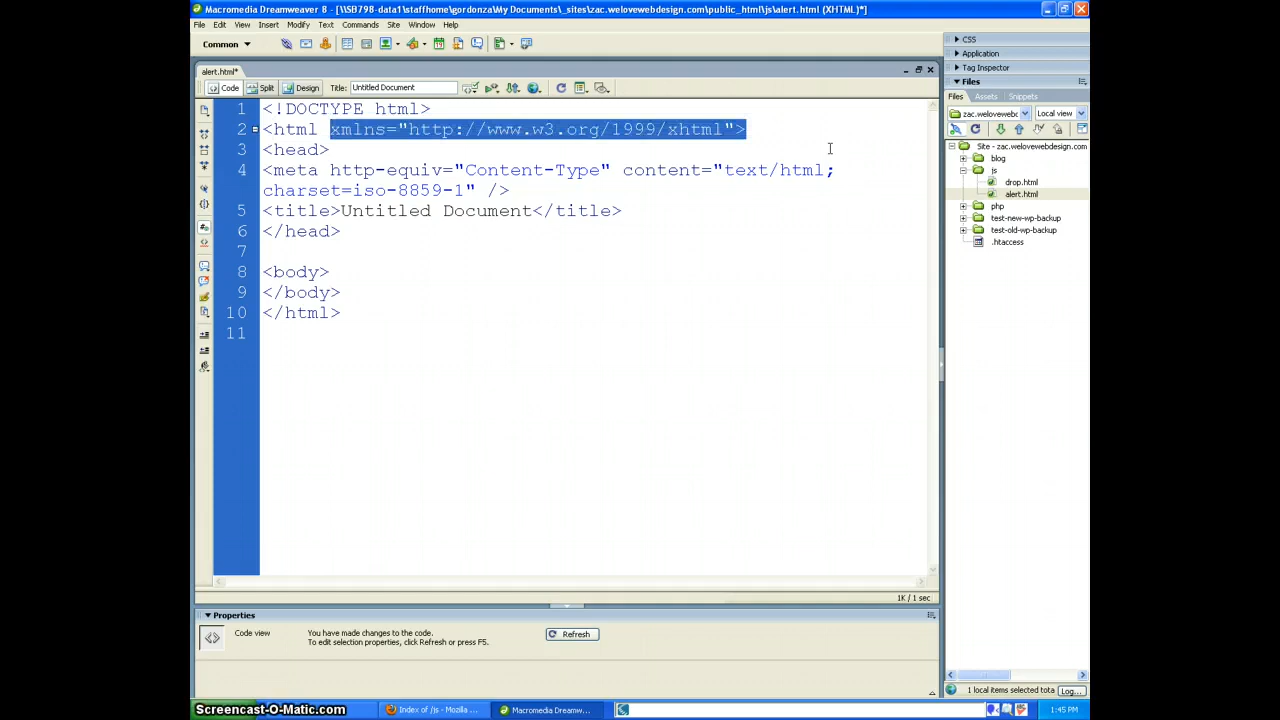 Macromedia Dreamweaver 8 - [\\SB798-data1\staffhome\gordonza\My Documents\_sites\zac.welovewebdesign.com\public_html\js\alert.html (XHTML)*]
File Edit View Insert Modify Text Commands Site Window Help
Common
CSS
Application
Tag Inspector
Files
alert.html*
Code Split Design Title: Untitled Document
Files Assets Snippets
zac.welovewebc Local view
1 <!DOCTYPE html>
2 <html xmlns="http://www.w3.org/1999/xhtml">
3 <head>
4 <meta http-equiv="Content-Type" content="text/html;
charset=iso-8859-1" />
5 <title>Untitled Document</title>
6 </head>
7
8 <body>
9 </body>
10 </html>
11
Site - zac.welovewebdesign.com
blog
js
drop.html
alert.html
php
test-new-wp-backup
test-old-wp-backup
.htaccess
1K / 1 sec
Properties
Code view
You have made changes to the code.
To edit selection properties, click Refresh or press F5.
Refresh
1 local items selected tota Log...
Screencast-O-Matic.com
Index of /js - Mozilla ...
Macromedia Dreamw...
1:45 PM